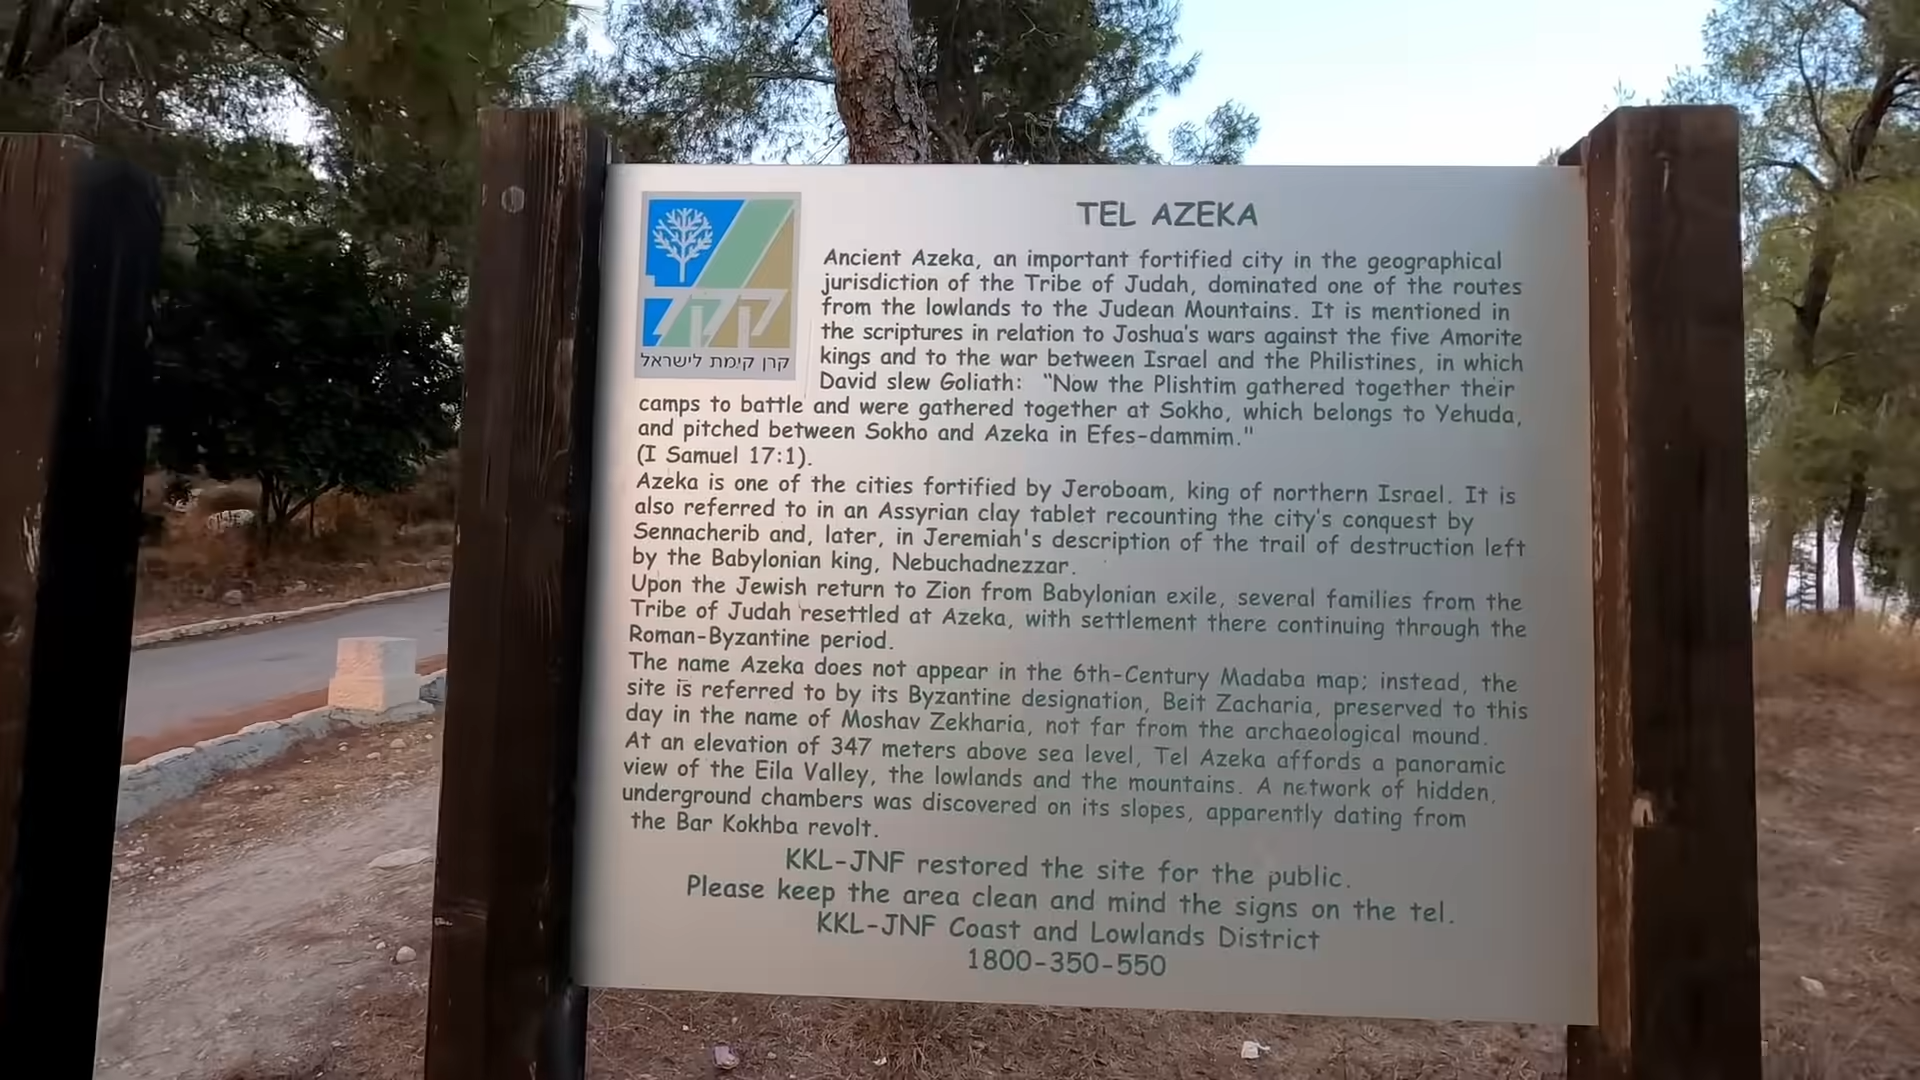 קק״ל
קרן קימת לישראל
TEL AZEKA
Ancient Azeka, an important fortified city in the geographical
jurisdiction of the Tribe of Judah, dominated one of the routes
from the lowlands to the Judean Mountains. It is mentioned in
the scriptures in relation to Joshua's wars against the five Amorite
kings and to the war between Israel and the Philistines, in which
David slew Goliath: "Now the Plishtim gathered together their
camps to battle and were gathered together at Sokho, which belongs to Yehuda,
and pitched between Sokho and Azeka in Efes-dammim."
(I Samuel 17:1).
Azeka is one of the cities fortified by Jeroboam, king of northern Israel. It is
also referred to in an Assyrian clay tablet recounting the city's conquest by
Sennacherib and, later, in Jeremiah's description of the trail of destruction left
by the Babylonian king, Nebuchadnezzar.
Upon the Jewish return to Zion from Babylonian exile, several families from the
Tribe of Judah resettled at Azeka, with settlement there continuing through the
Roman-Byzantine period.
The name Azeka does not appear in the 6th-Century Madaba map; instead, the
site is referred to by its Byzantine designation, Beit Zacharia, preserved to this
day in the name of Moshav Zekharia, not far from the archaeological mound.
At an elevation of 347 meters above sea level, Tel Azeka affords a panoramic
view of the Eila Valley, the lowlands and the mountains. A network of hidden,
underground chambers was discovered on its slopes, apparently dating from
the Bar Kokhba revolt.
KKL-JNF restored the site for the public.
Please keep the area clean and mind the signs on the tel.
KKL-JNF Coast and Lowlands District
1800-350-550